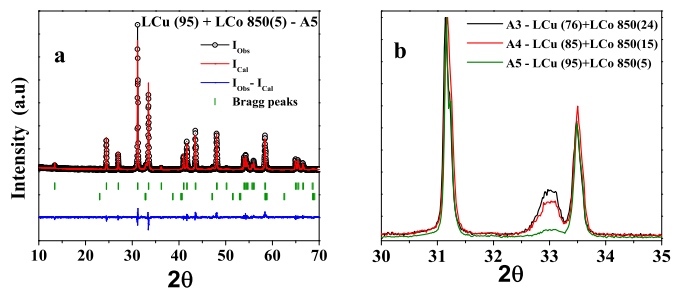 LCu (95) + LCo 850(5) - A5
a
I_Obs
I_Cal
I_Obs - I_Cal
Bragg peaks
Intensity (a.u)
10 20 30 40 50 60 70
2θ
b
A3 - LCu (76)+LCo 850(24)
A4 - LCu (85)+LCo 850(15)
A5 - LCu (95)+LCo 850(5)
30 31 32 33 34 35
2θ